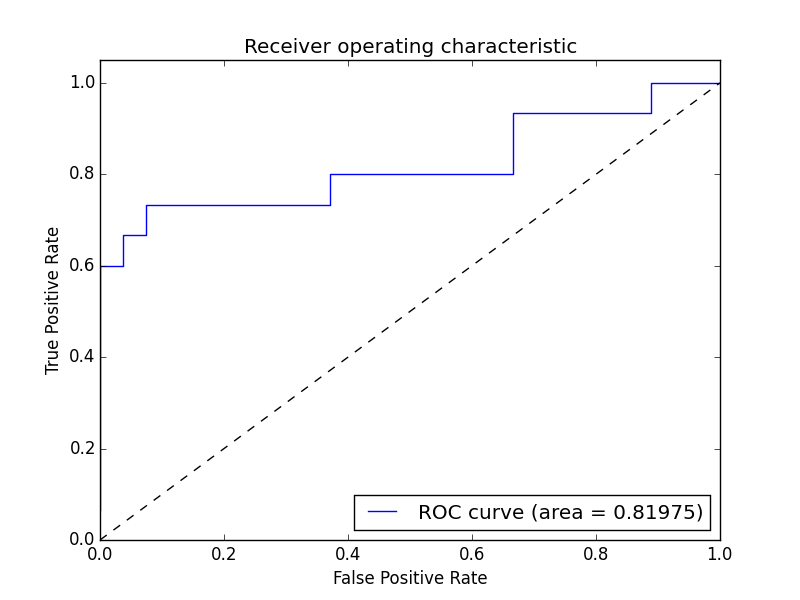 Receiver operating characteristic
1.0
0.8
0.6
0.4
0.2
0.0
True Positive Rate
ROC curve (area = 0.81975)
0.0 0.2 0.4 0.6 0.8 1.0
False Positive Rate